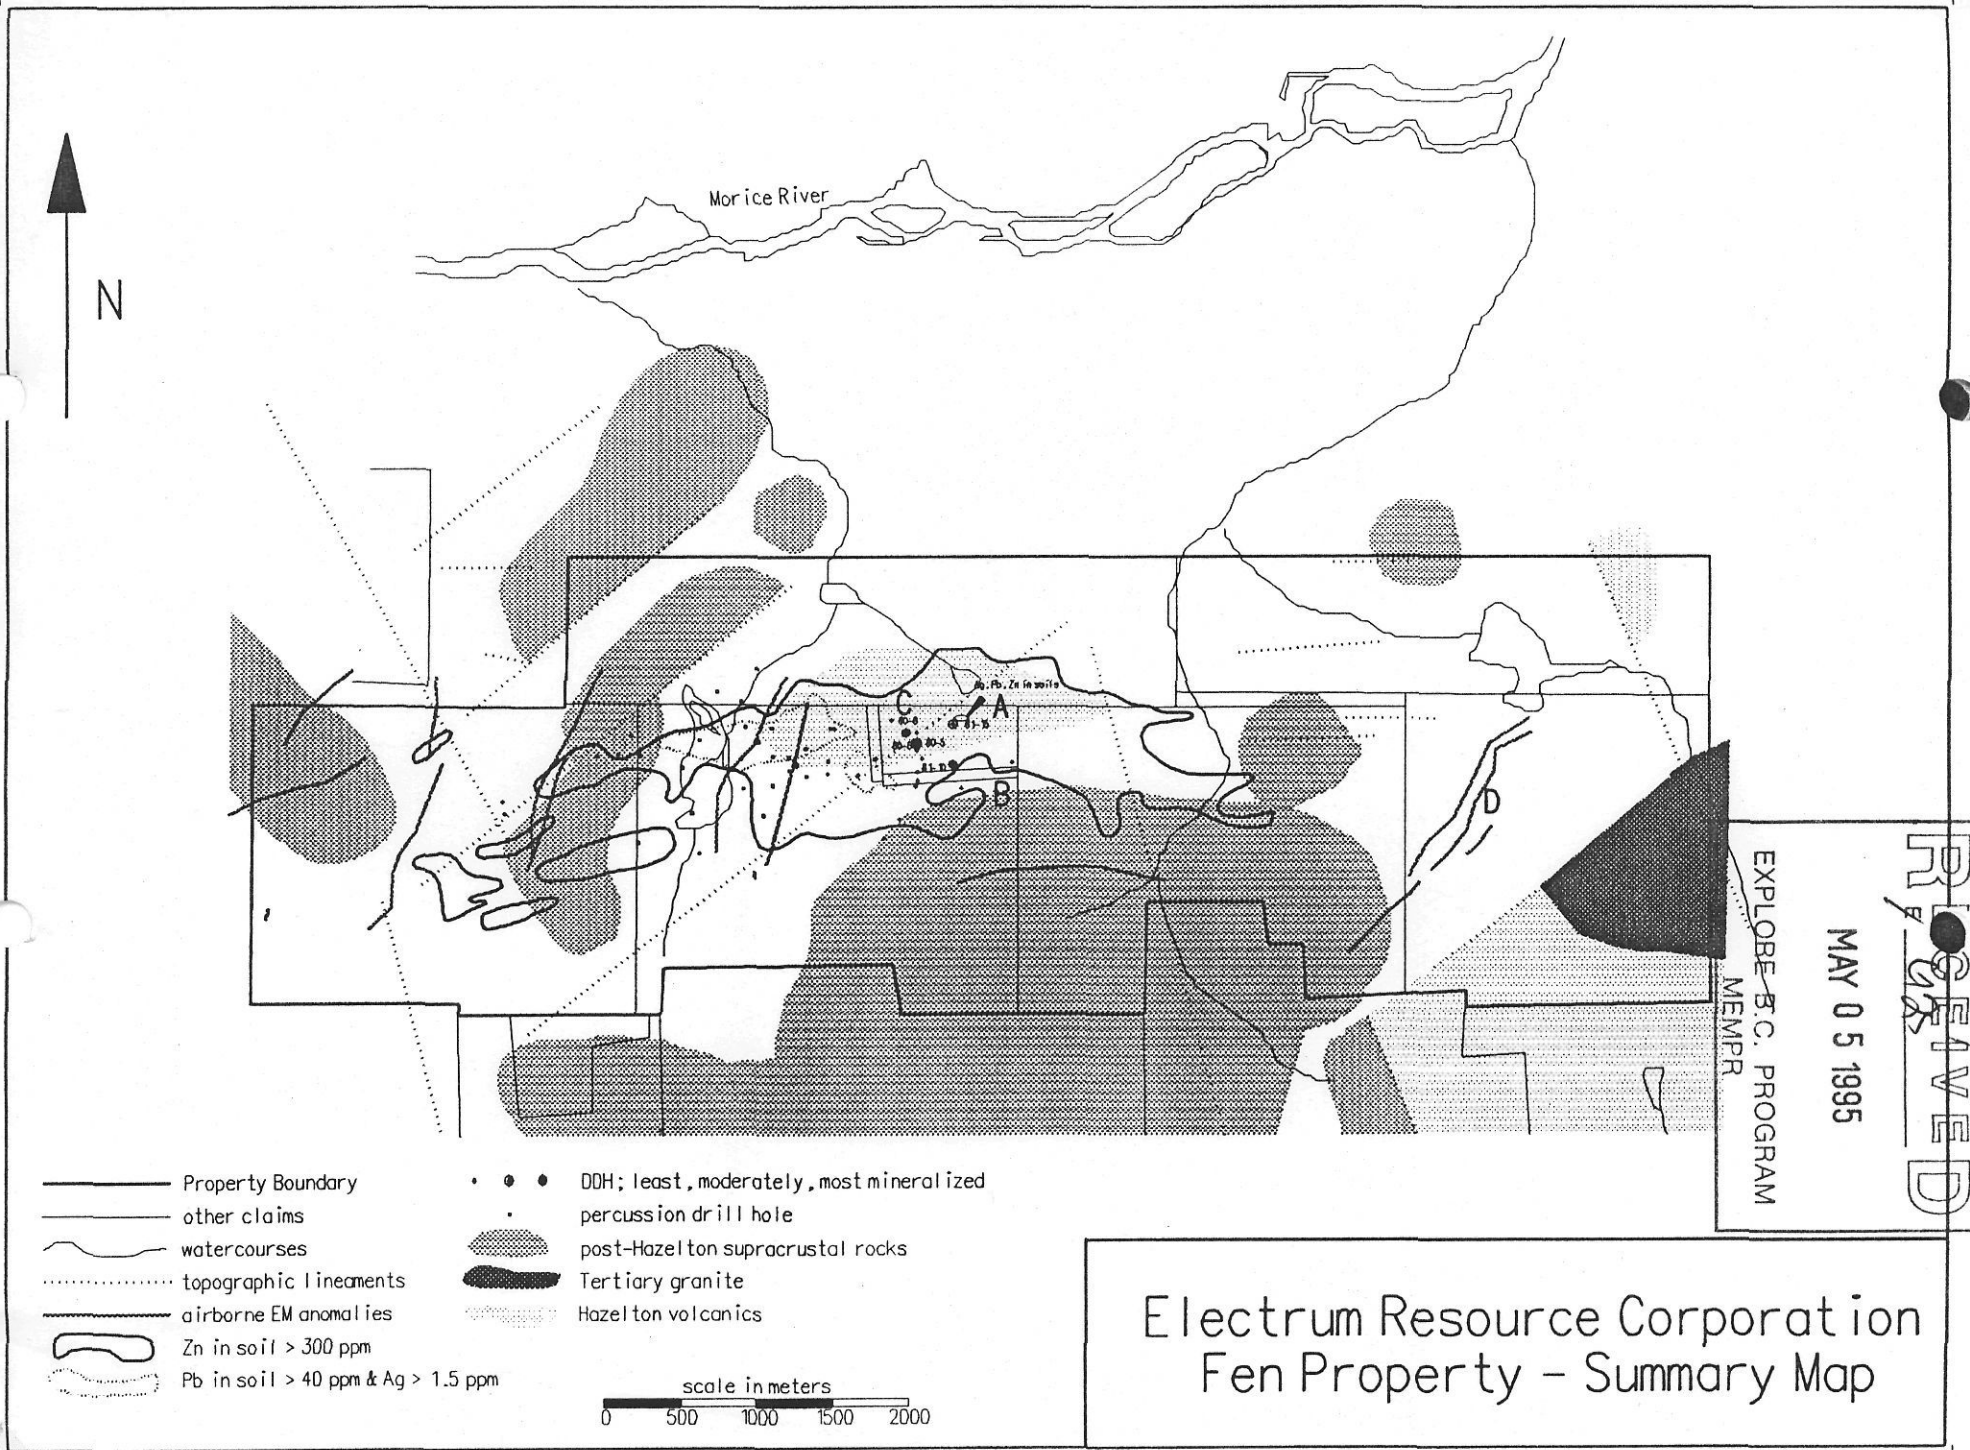 Morice River
N
Pb, Zn in soils
C
A
80-5
B
D
Property Boundary
other claims
watercourses
topographic lineaments
airborne EM anomalies
Zn in soil > 300 ppm
Pb in soil > 40 ppm & Ag > 1.5 ppm
DDH; least, moderately, most mineralized
percussion drill hole
post-Hazelton supracrustal rocks
Tertiary granite
Hazelton volcanics
scale in meters
0 500 1000 1500 2000
RECEIVED
MAY 05 1995
EXPLORE B.C. PROGRAM
MEMPR
Electrum Resource Corporation
Fen Property - Summary Map